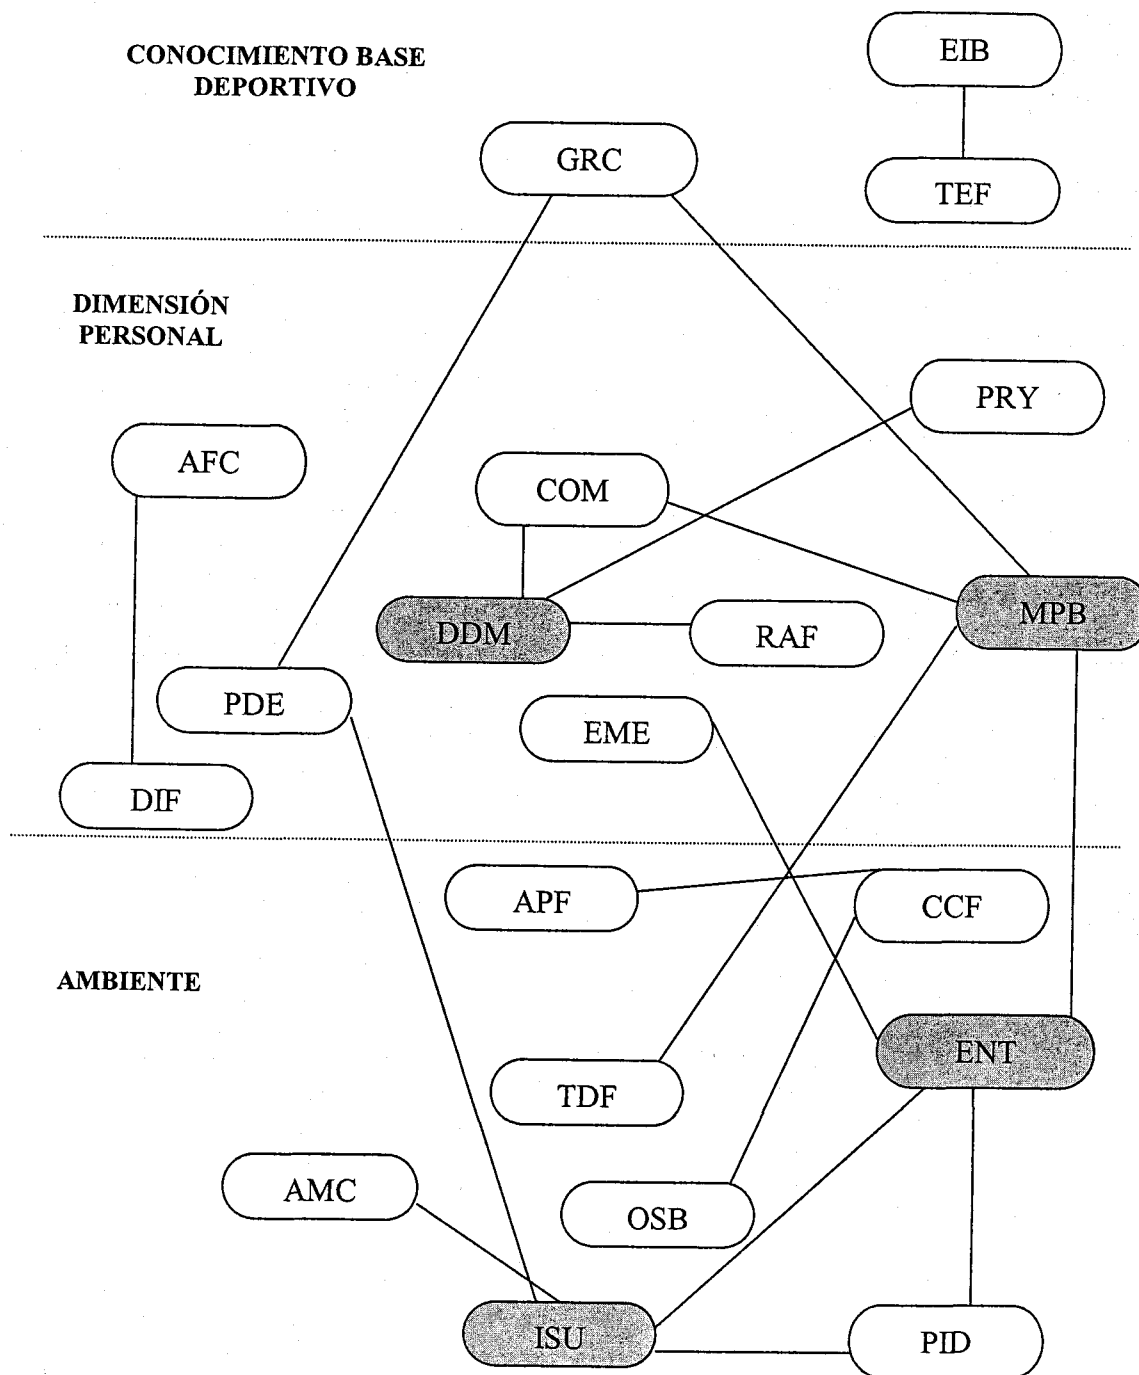 CONOCIMIENTO BASE
DEPORTIVO
EIB
GRC
TEF
DIMENSIÓN
PERSONAL
PRY
AFC
COM
DDM
RAF
MPB
PDE
EME
DIF
APF
CCF
AMBIENTE
ENT
TDF
AMC
OSB
ISU
PID